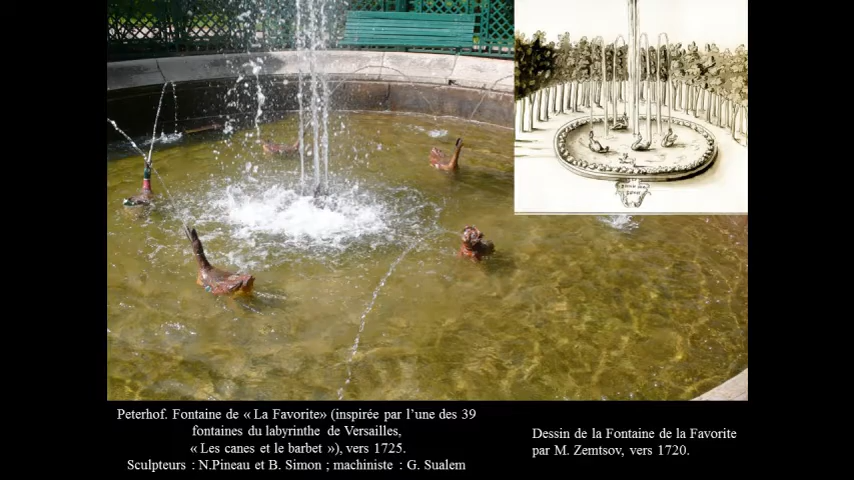 Peterhof. Fontaine de « La Favorite» (inspirée par l’une des 39
fontaines du labyrinthe de Versailles,
« Les canes et le barbet »), vers 1725.
Sculpteurs : N.Pineau et B. Simon ; machiniste : G. Sualem
Dessin de la Fontaine de la Favorite
par M. Zemtsov, vers 1720.